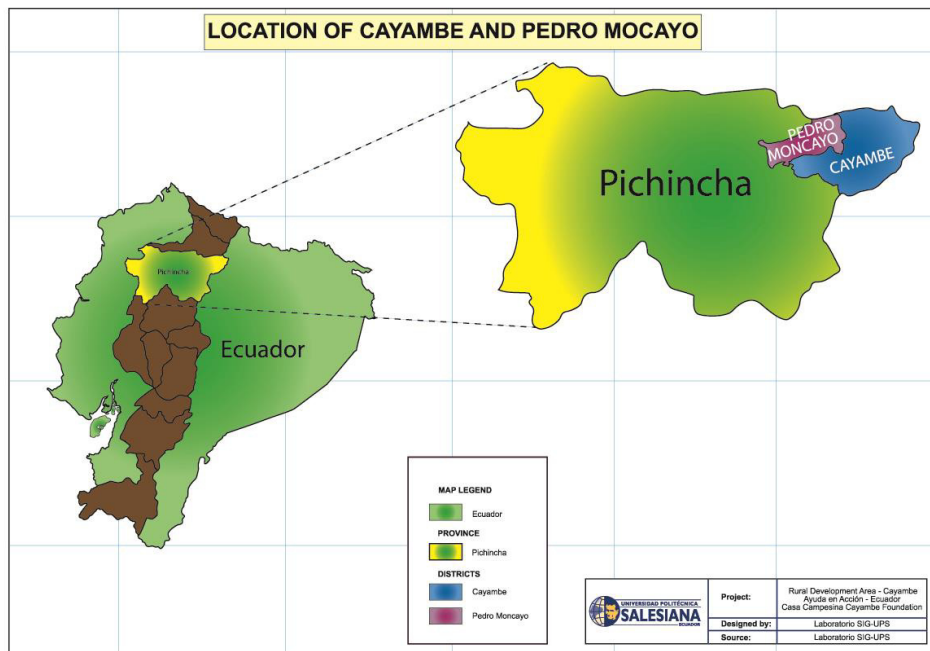 LOCATION OF CAYAMBE AND PEDRO MOCAYO
PEDRO
MONCAYO
CAYAMBE
Pichincha
Pichincha
Ecuador
MAP LEGEND
Ecuador
PROVINCE
Pichincha
DISTRICTS
Cayambe
Pedro Moncayo
UNIVERSIDAD POLITÉCNICA
SALESIANA
ECUADOR
Project:
Rural Development Area - Cayambe
Ayuda en Acción - Ecuador
Casa Campesina Cayambe Foundation
Designed by:
Laboratorio SIG-UPS
Source:
Laboratorio SIG-UPS